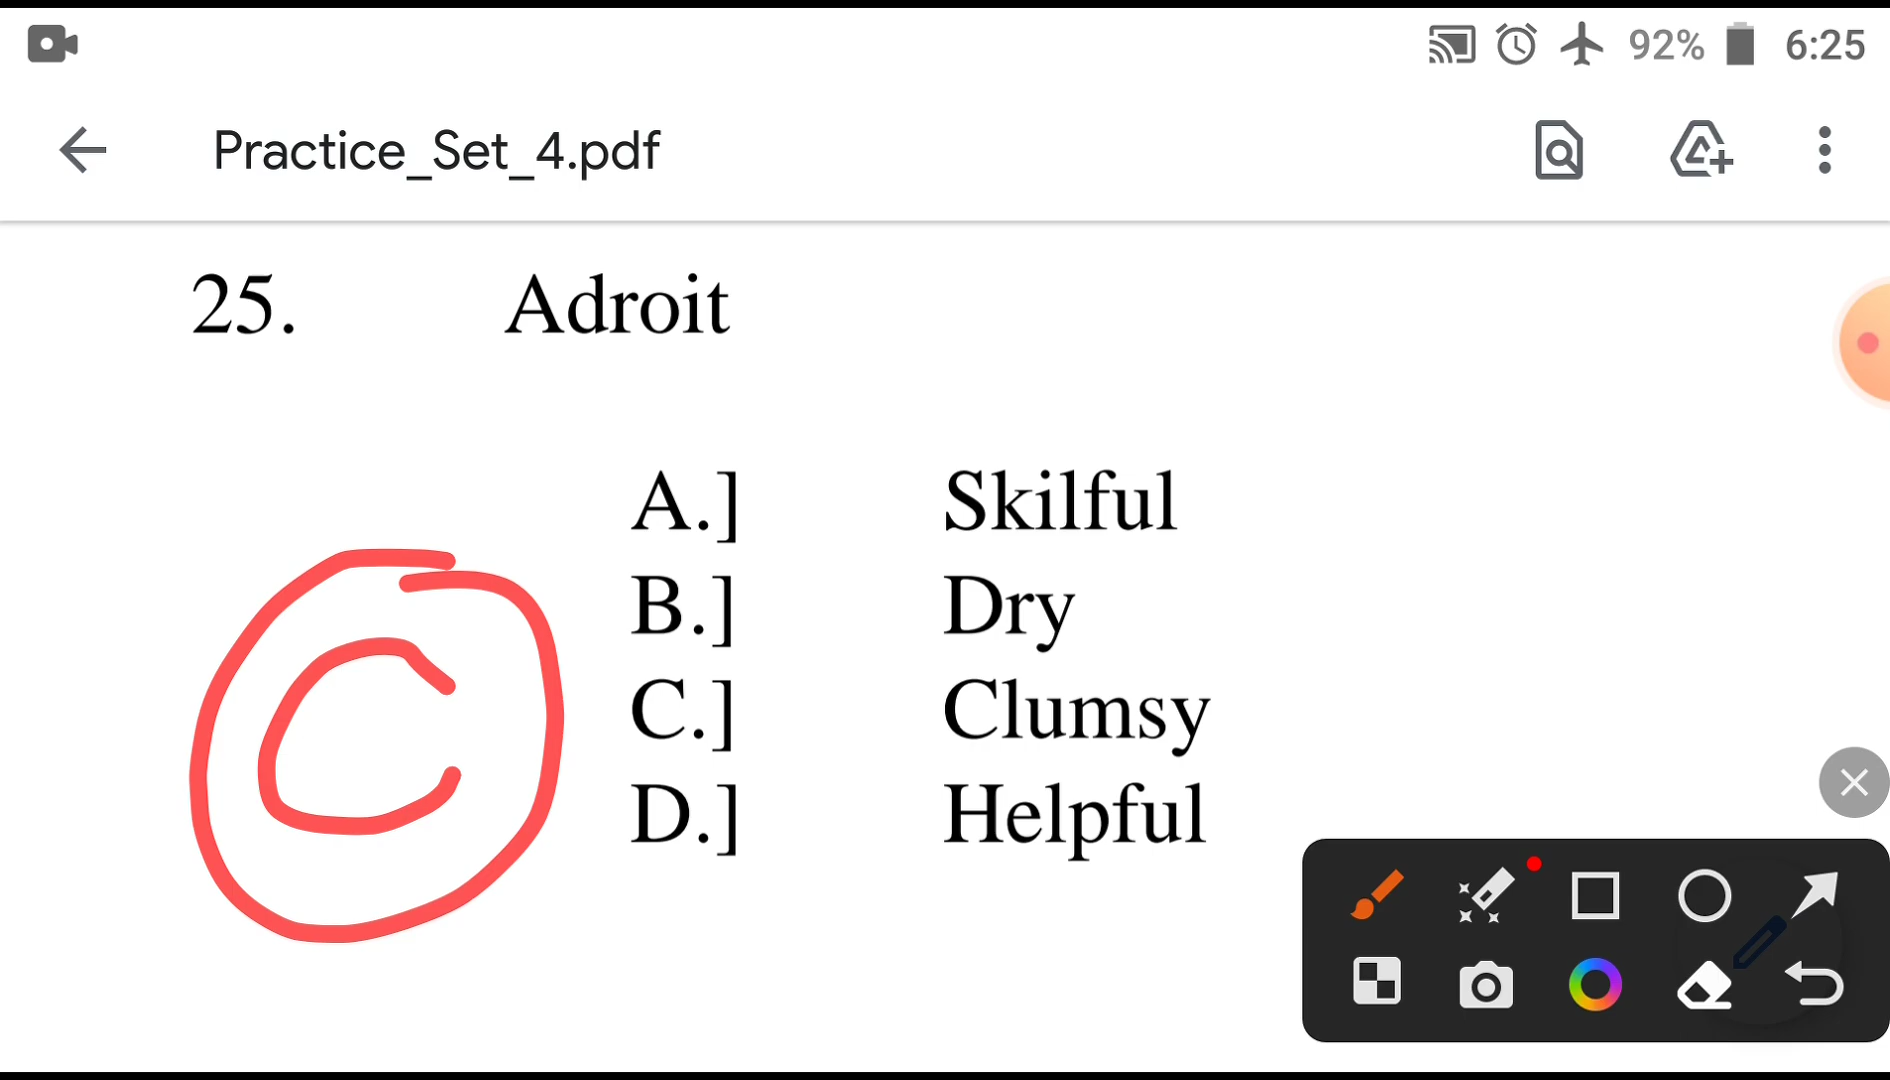 92% 6:25
Practice_Set_4.pdf
25. Adroit
A.] Skilful
B.] Dry
C C.] Clumsy
D.] Helpful